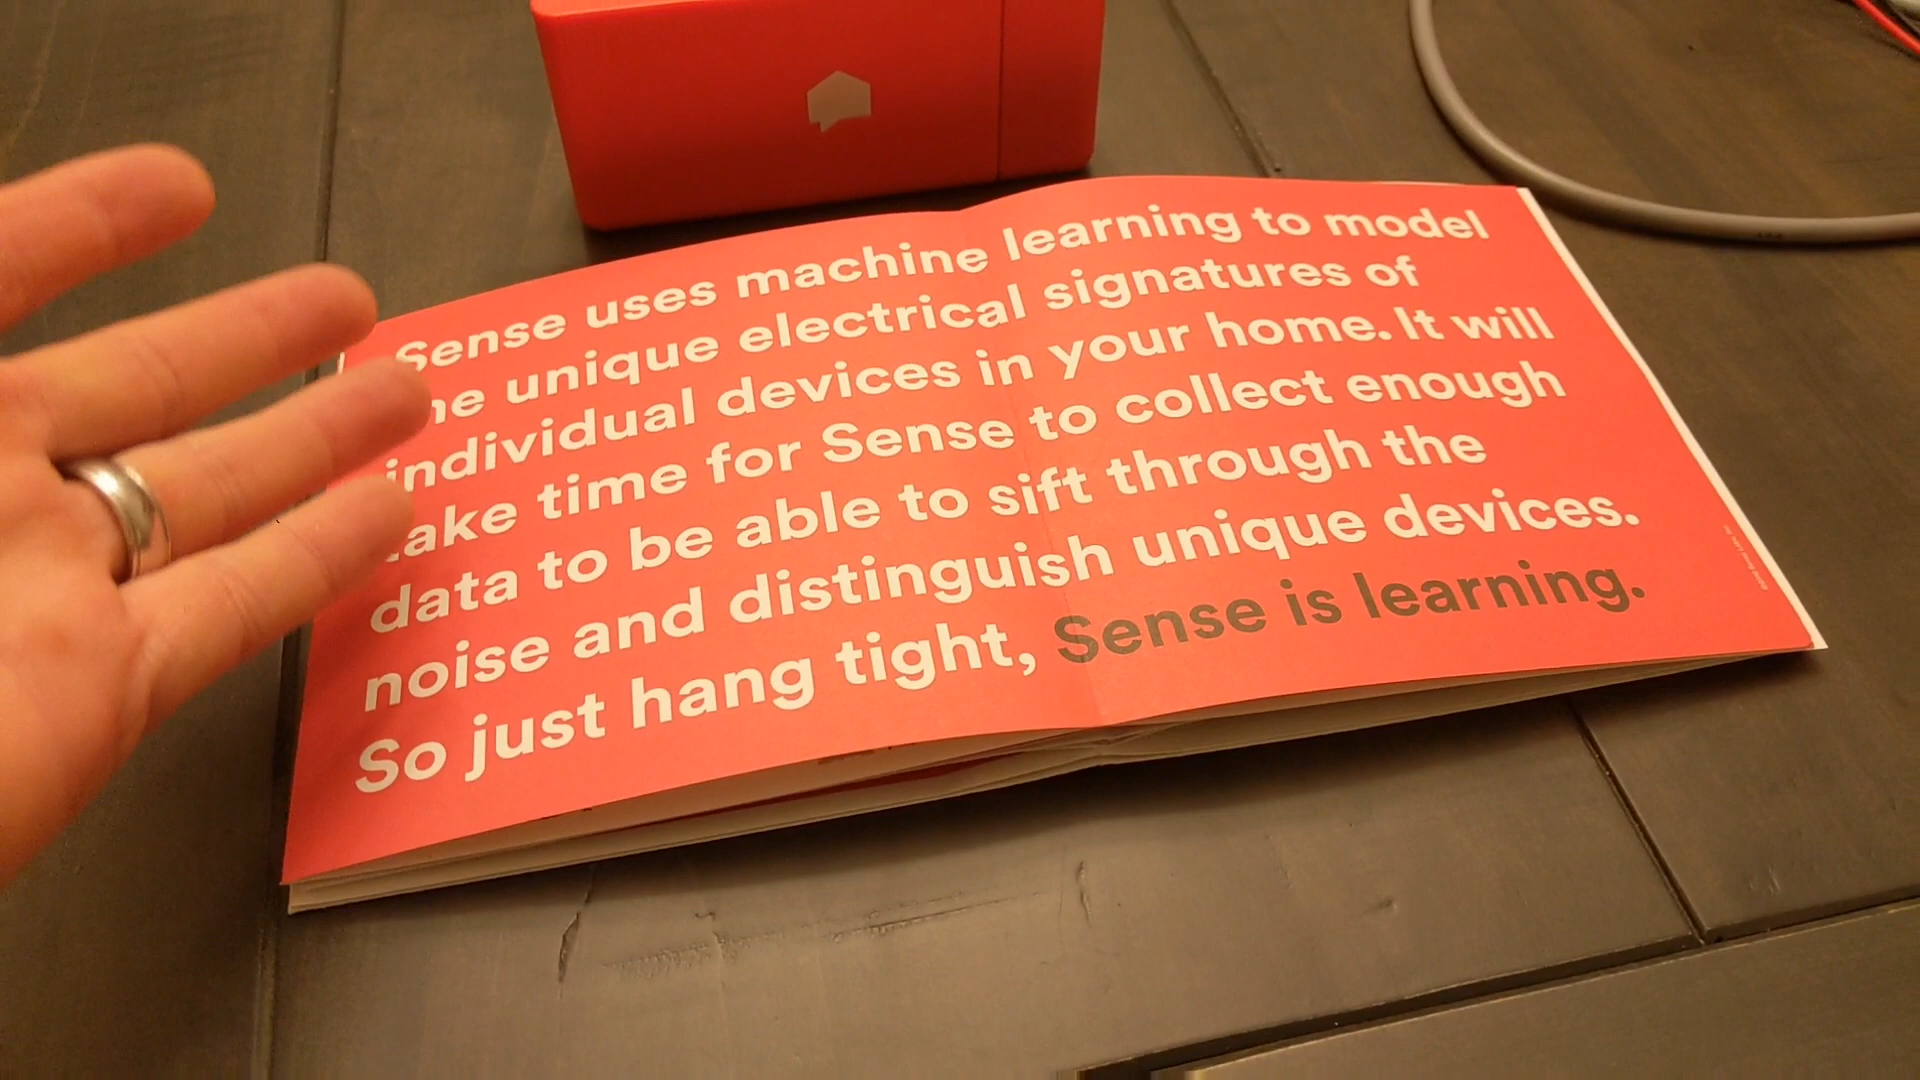 Sense uses machine learning to model
he unique electrical signatures of
individual devices in your home. It will
take time for Sense to collect enough
data to be able to sift through the
noise and distinguish unique devices.
So just hang tight, Sense is learning.